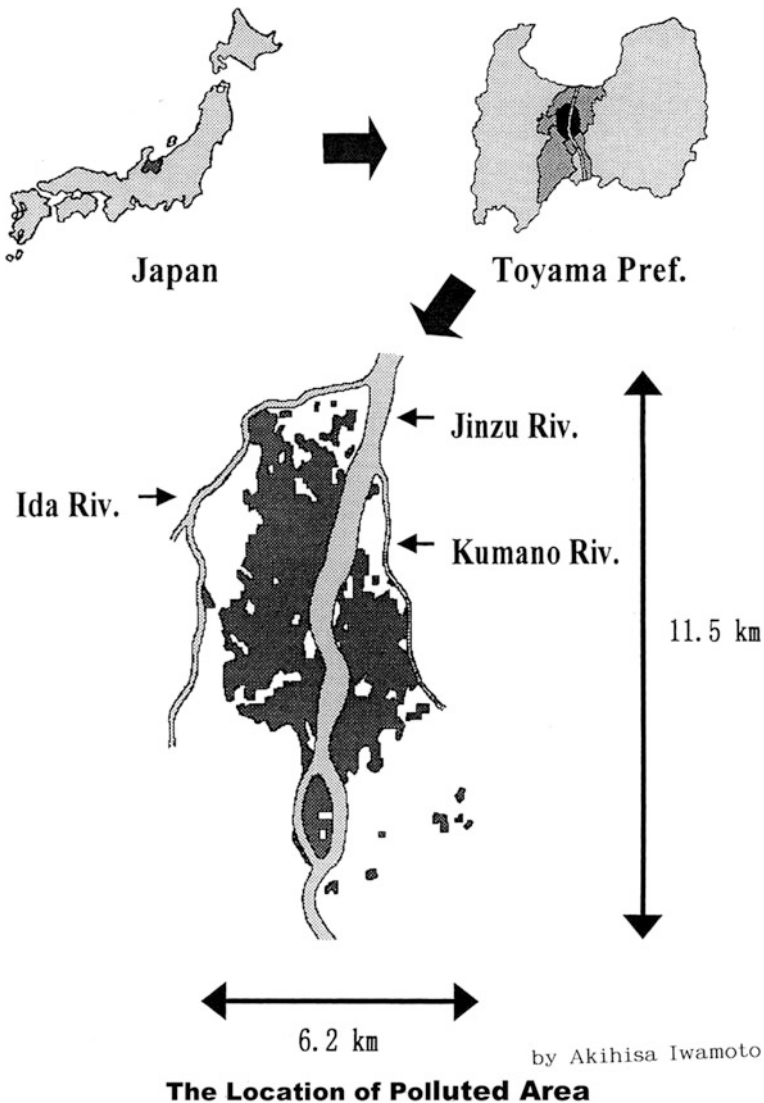 Japan
Toyama Pref.
Jinzu Riv.
Ida Riv.
Kumano Riv.
11.5 km
6.2 km
by Akihisa Iwamoto
The Location of Polluted Area